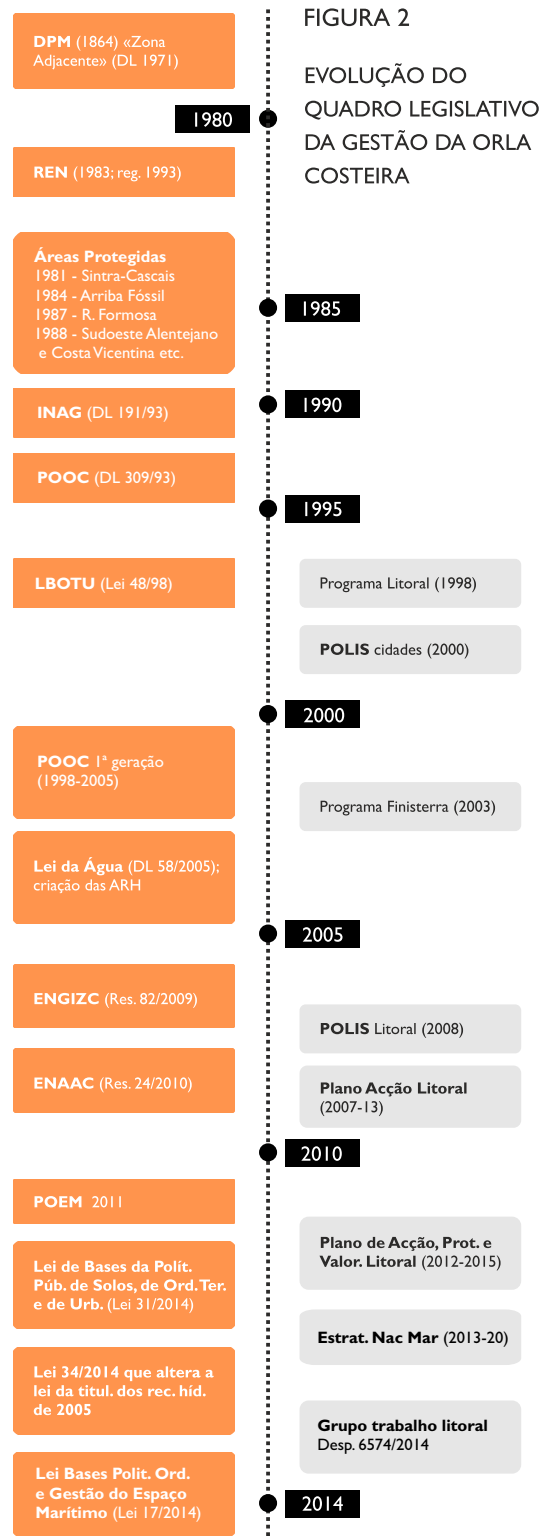 FIGURA 2
EVOLUÇÃO DO
QUADRO LEGISLATIVO
DA GESTÃO DA ORLA
COSTEIRA
DPM (1864) «Zona
Adjacente» (DL 1971)
1980
REN (1983; reg. 1993)
Áreas Protegidas
1981 - Sintra-Cascais
1984 - Arriba Fóssil
1987 - R. Formosa
1988 - Sudoeste Alentejano
e Costa Vicentina etc.
1985
INAG (DL 191/93)
1990
POOC (DL 309/93)
1995
LBOTU (Lei 48/98)
Programa Litoral (1998)
POLIS cidades (2000)
2000
POOC 1ª geração
(1998-2005)
Programa Finisterra (2003)
Lei da Água (DL 58/2005);
criação das ARH
2005
ENGIZC (Res. 82/2009)
POLIS Litoral (2008)
ENAAC (Res. 24/2010)
Plano Acção Litoral
(2007-13)
2010
POEM 2011
Plano de Acção, Prot. e
Valor. Litoral (2012-2015)
Lei de Bases da Polít.
Púb. de Solos, de Ord. Ter.
e de Urb. (Lei 31/2014)
Estrat. Nac Mar (2013-20)
Lei 34/2014 que altera a
lei da titul. dos rec. híd.
de 2005
Grupo trabalho litoral
Desp. 6574/2014
Lei Bases Polit. Ord.
e Gestão do Espaço
Marítimo (Lei 17/2014)
2014